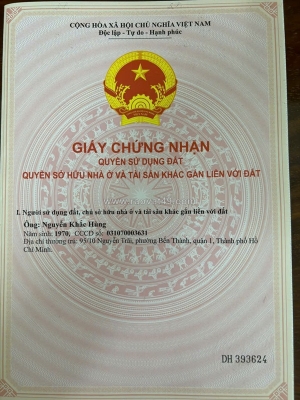 CỘNG HÒA XÃ HỘI CHỦ NGHĨA VIỆT NAM
Độc lập - Tự do - Hạnh phúc
GIẤY CHỨNG NHẬN
QUYỀN SỬ DỤNG ĐẤT
QUYỀN SỞ HỮU NHÀ Ở VÀ TÀI SẢN KHÁC GẮN LIỀN VỚI ĐẤT
I. Người sử dụng đất, chủ sở hữu nhà ở và tài sản khác gắn liền với đất
Ông: Nguyễn Khắc Hùng
Năm sinh: 1970, CCCD số: 031070003631
Địa chỉ thường trú: 95/10 Nguyễn Trãi, phường Bến Thành, quận 1, Thành phố Hồ
Chí Minh.
DH 393624